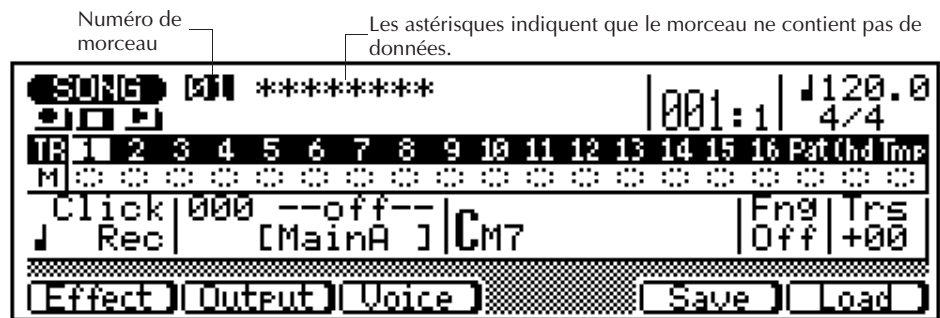 Numéro de
morceau
Les astérisques indiquent que le morceau ne contient pas de
données.
SONG 01 ******** 001:1 ♩120.0
4/4
TR 1 2 3 4 5 6 7 8 9 10 11 12 13 14 15 16 Pat Chd Tmp
M
Click 000 --off-- CM7 Fng Trs
♩ Rec [MainA ] Off +00
Effect Output Voice Save Load